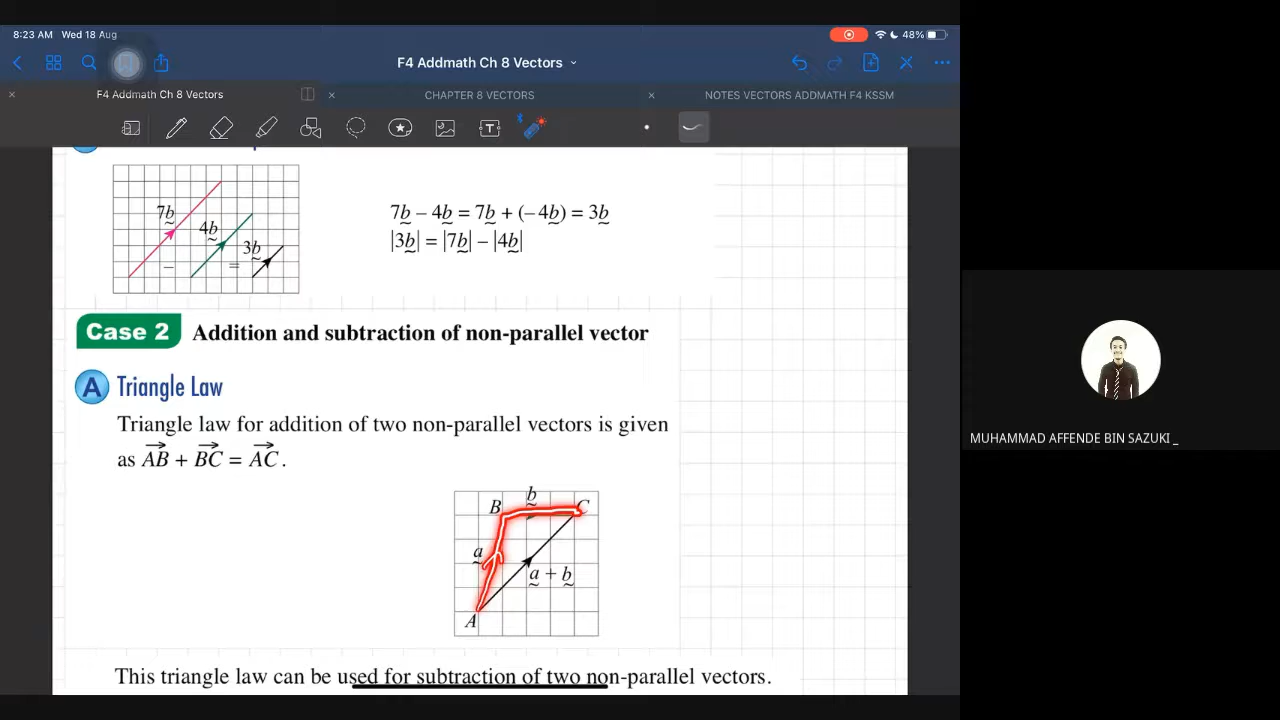 8:23 AM Wed 18 Aug
48%
F4 Addmath Ch 8 Vectors
F4 Addmath Ch 8 Vectors
CHAPTER 8 VECTORS
NOTES VECTORS ADDMATH F4 KSSM
7b
4b
3b
−
=
7b − 4b = 7b + (−4b) = 3b
|3b| = |7b| − |4b|
Case 2 Addition and subtraction of non-parallel vector
A Triangle Law
Triangle law for addition of two non-parallel vectors is given
as AB + BC = AC.
b
B
C
a
a + b
A
This triangle law can be used for subtraction of two non-parallel vectors.
MUHAMMAD AFFENDE BIN SAZUKI _